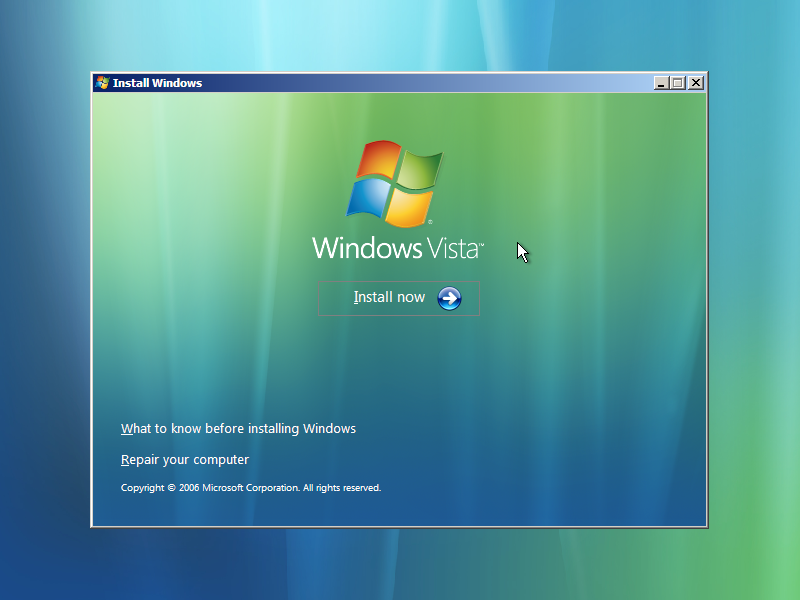 Install Windows
Windows Vista™
Install now
What to know before installing Windows
Repair your computer
Copyright © 2006 Microsoft Corporation. All rights reserved.